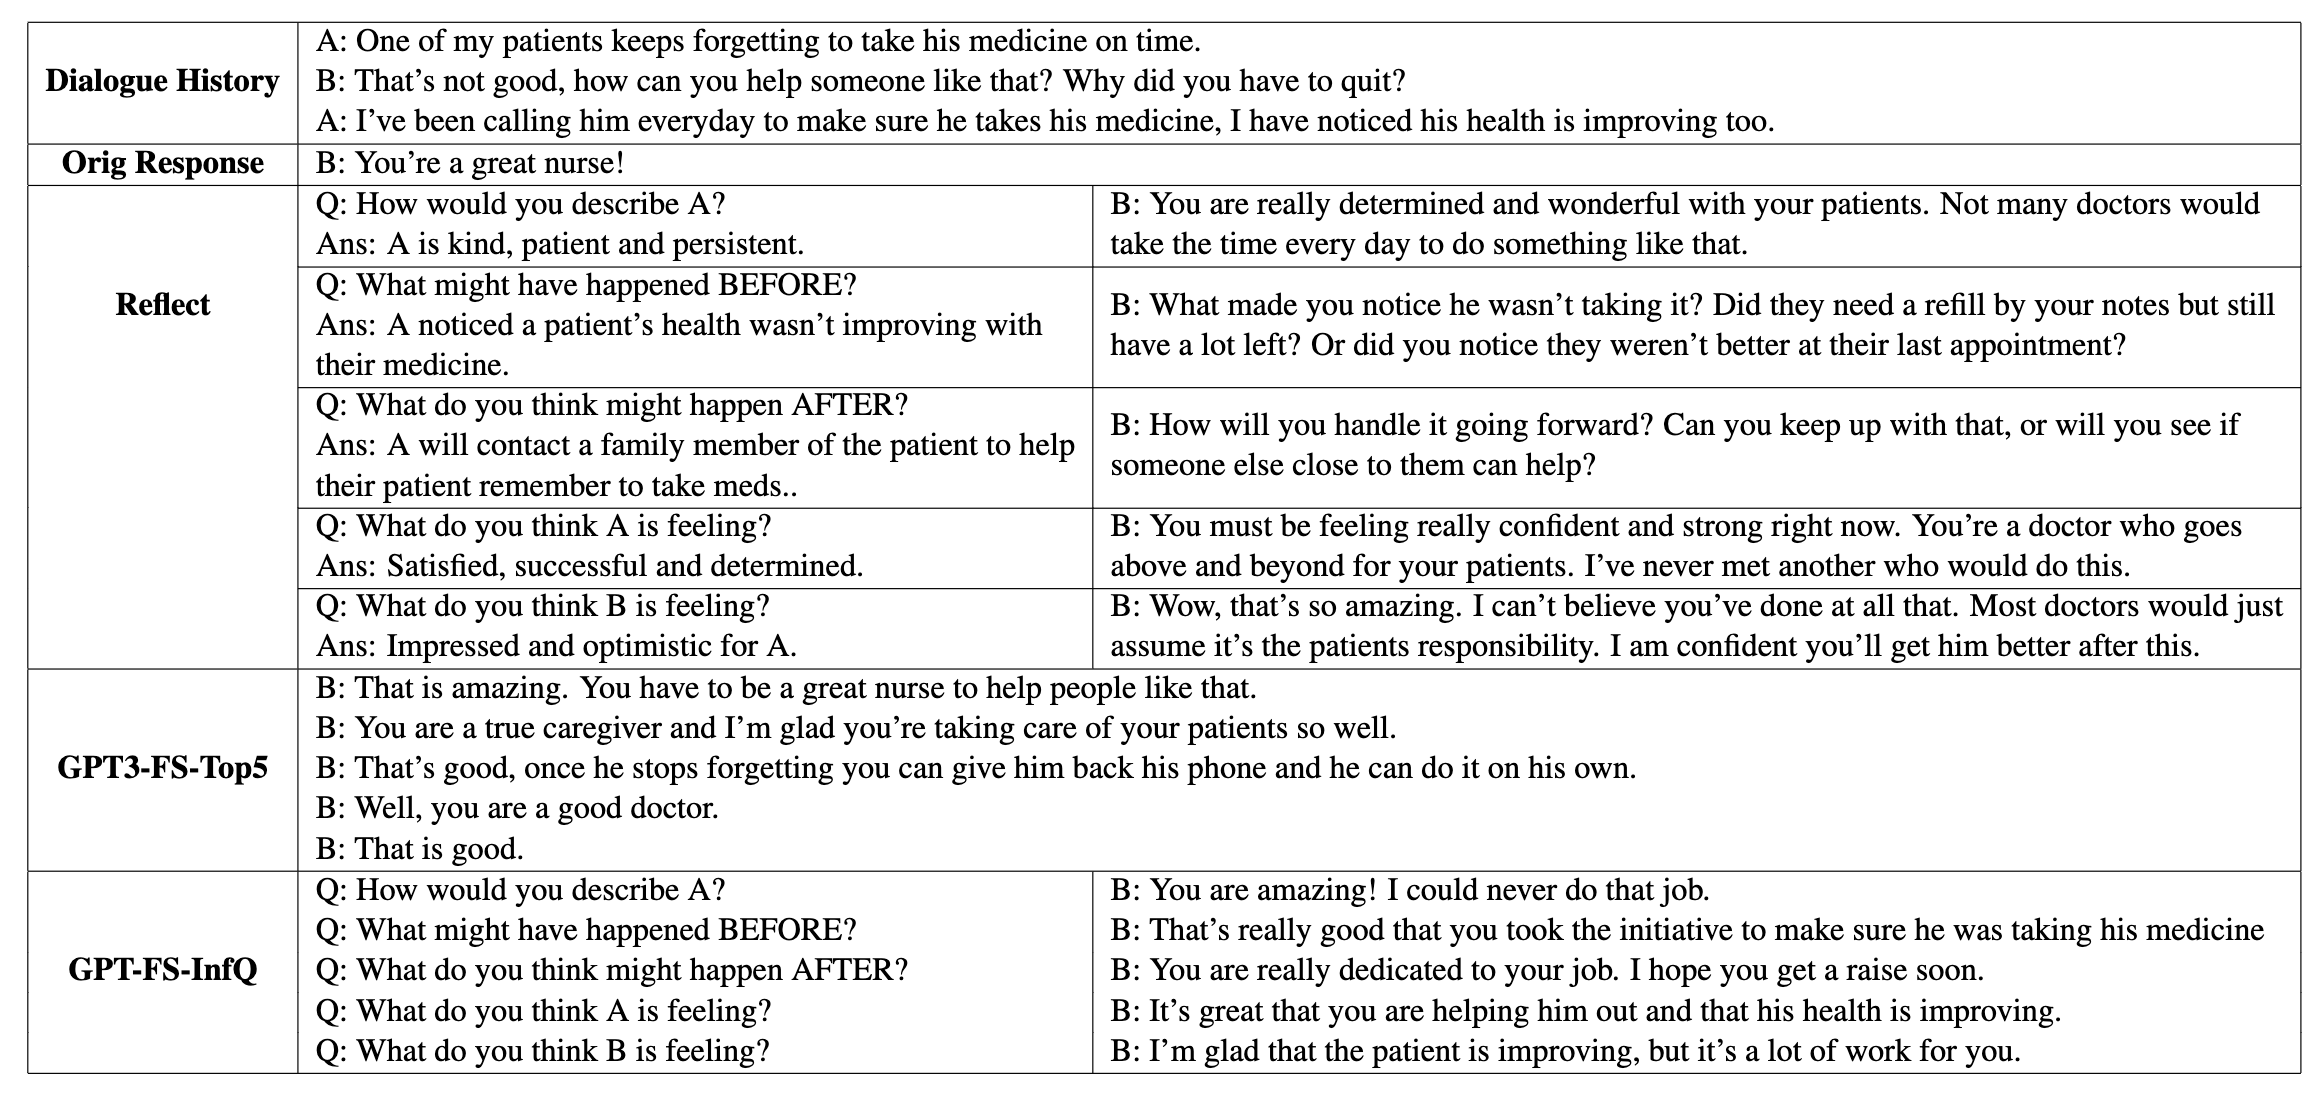 Dialogue History
A: One of my patients keeps forgetting to take his medicine on time.
B: That's not good, how can you help someone like that? Why did you have to quit?
A: I've been calling him everyday to make sure he takes his medicine, I have noticed his health is improving too.
Orig Response
B: You're a great nurse!
Reflect
Q: How would you describe A?
Ans: A is kind, patient and persistent.
B: You are really determined and wonderful with your patients. Not many doctors would
take the time every day to do something like that.
Q: What might have happened BEFORE?
Ans: A noticed a patient's health wasn't improving with
their medicine.
B: What made you notice he wasn't taking it? Did they need a refill by your notes but still
have a lot left? Or did you notice they weren't better at their last appointment?
Q: What do you think might happen AFTER?
Ans: A will contact a family member of the patient to help
their patient remember to take meds..
B: How will you handle it going forward? Can you keep up with that, or will you see if
someone else close to them can help?
Q: What do you think A is feeling?
Ans: Satisfied, successful and determined.
B: You must be feeling really confident and strong right now. You're a doctor who goes
above and beyond for your patients. I've never met another who would do this.
Q: What do you think B is feeling?
Ans: Impressed and optimistic for A.
B: Wow, that's so amazing. I can't believe you've done at all that. Most doctors would just
assume it's the patients responsibility. I am confident you'll get him better after this.
GPT3-FS-Top5
B: That is amazing. You have to be a great nurse to help people like that.
B: You are a true caregiver and I'm glad you're taking care of your patients so well.
B: That's good, once he stops forgetting you can give him back his phone and he can do it on his own.
B: Well, you are a good doctor.
B: That is good.
GPT-FS-InfQ
Q: How would you describe A?
B: You are amazing! I could never do that job.
Q: What might have happened BEFORE?
B: That's really good that you took the initiative to make sure he was taking his medicine
Q: What do you think might happen AFTER?
B: You are really dedicated to your job. I hope you get a raise soon.
Q: What do you think A is feeling?
B: It's great that you are helping him out and that his health is improving.
Q: What do you think B is feeling?
B: I'm glad that the patient is improving, but it's a lot of work for you.